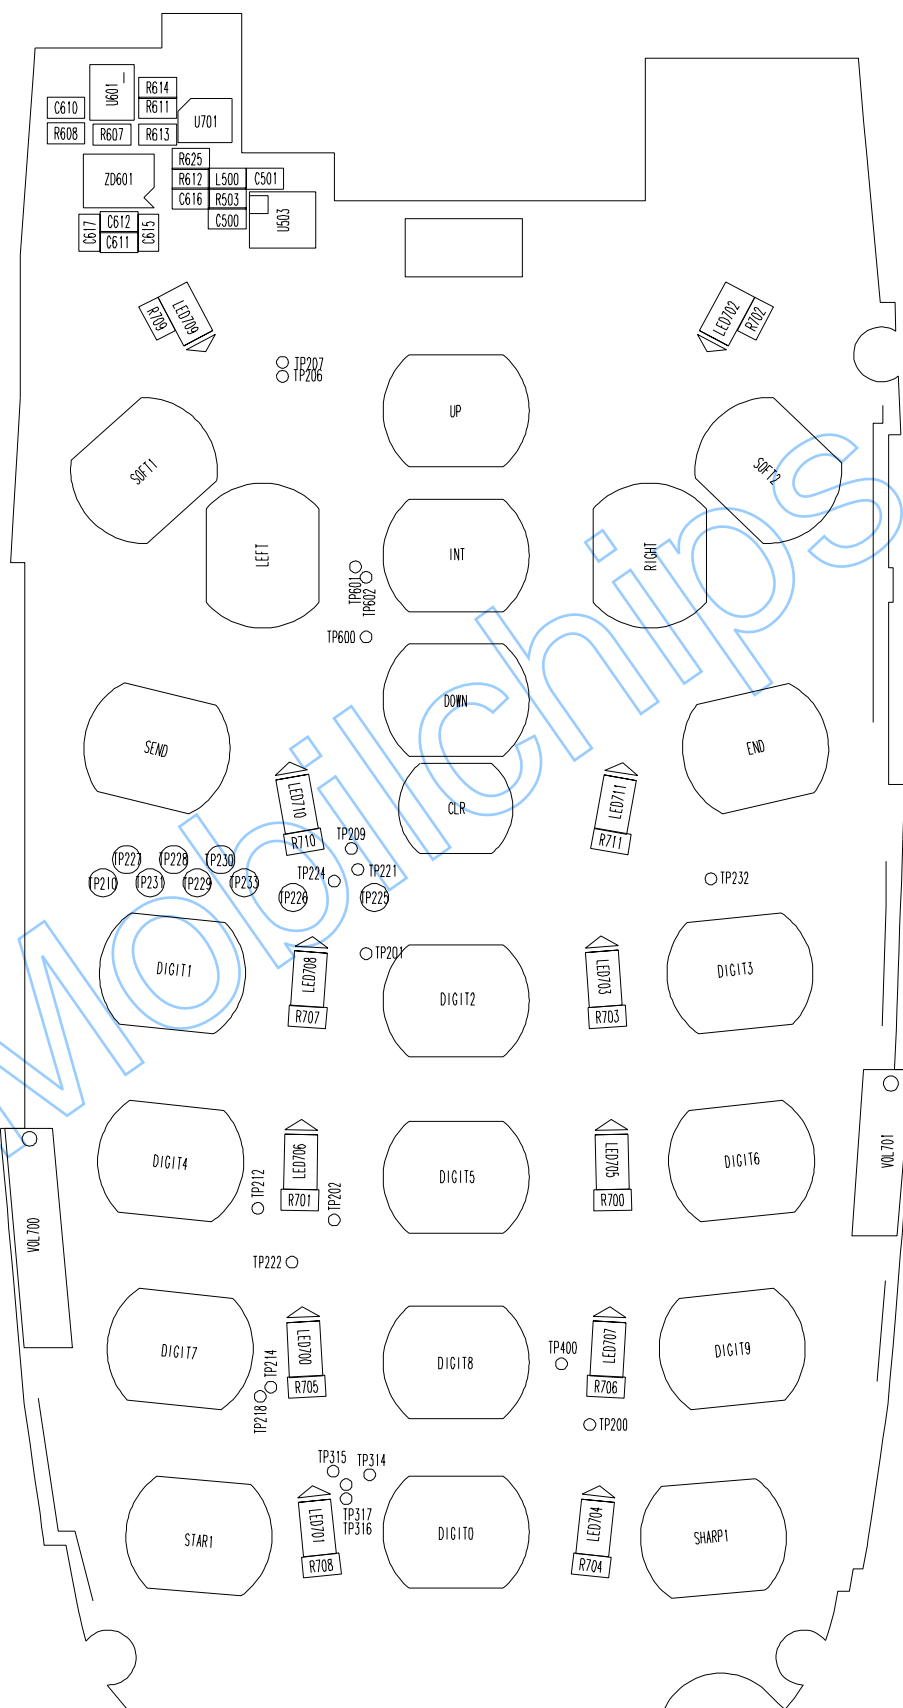 U601
R614
C610
R611
U701
R608
R607
R613
R625
ZD601
R612
L500
C501
C616
R503
C617
C612
C615
C500
U503
C611
R709
LED709
LED702
R702
TP207
TP206
UP
SOFT1
SOFT2
LEFT
INT
RIGHT
TP601
TP602
TP600
DOWN
SEND
END
LED710
CLR
LED711
R710
R711
TP209
TP227
TP228
TP230
TP221
TP224
TP232
TP210
TP231
TP229
TP233
TP226
TP225
TP201
DIGIT1
LED708
DIGIT2
LED703
DIGIT3
R707
R703
DIGIT4
LED706
DIGIT5
LED705
DIGIT6
VOL701
TP212
R701
TP202
R700
VOL700
TP222
DIGIT7
LED700
DIGIT8
TP400
LED707
DIGIT9
TP214
R705
R706
TP218
TP200
TP315
TP314
TP317
TP316
STAR1
LED701
DIGIT0
LED704
SHARP1
R708
R704
Mobilchips